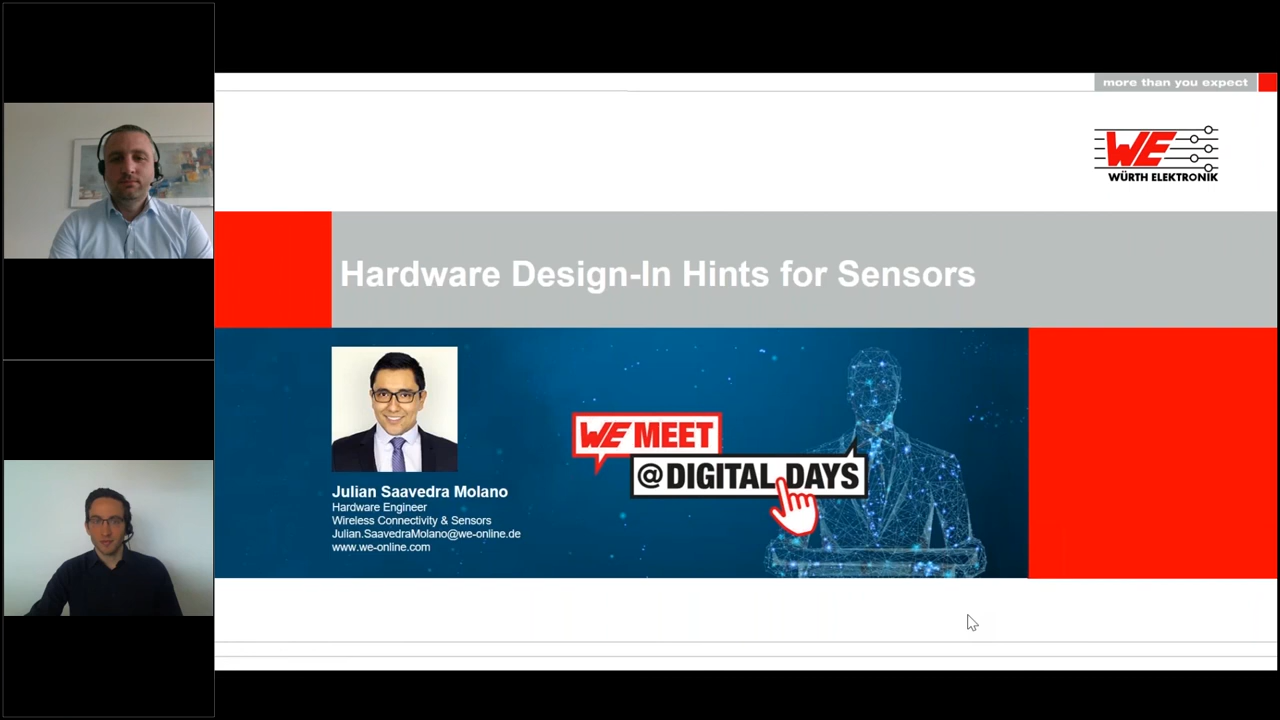 more than you expect
WE
WÜRTH ELEKTRONIK
Hardware Design-In Hints for Sensors
WE MEET
@DIGITAL DAYS
Julian Saavedra Molano
Hardware Engineer
Wireless Connectivity & Sensors
Julian.SaavedraMolano@we-online.de
www.we-online.com